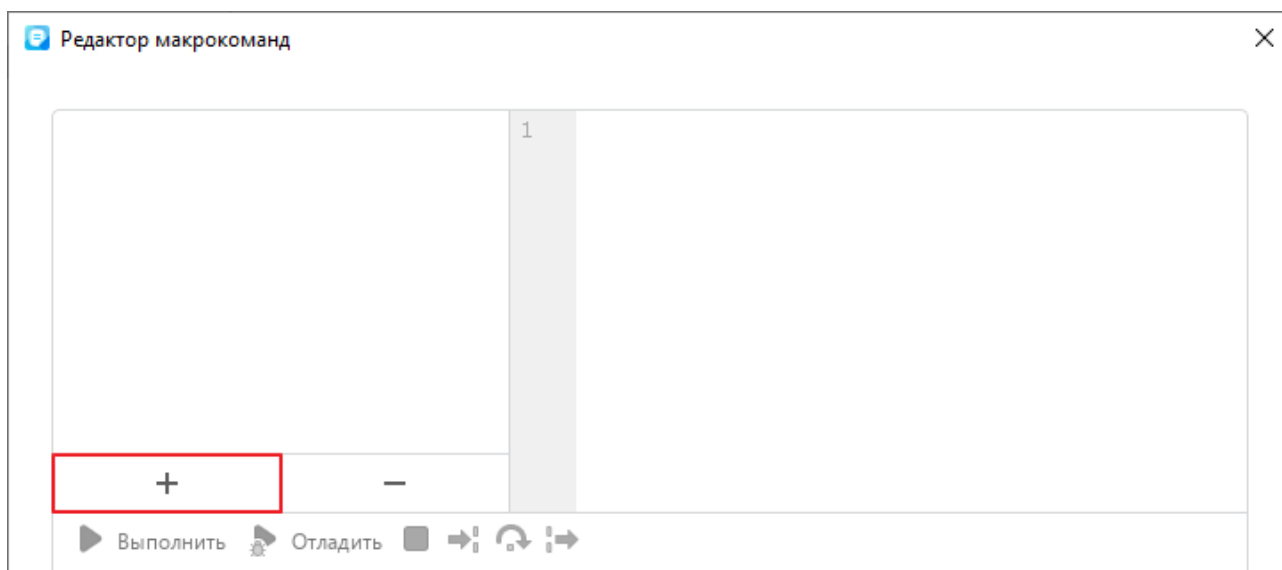 Редактор макрокоманд
1
Выполнить Отладить